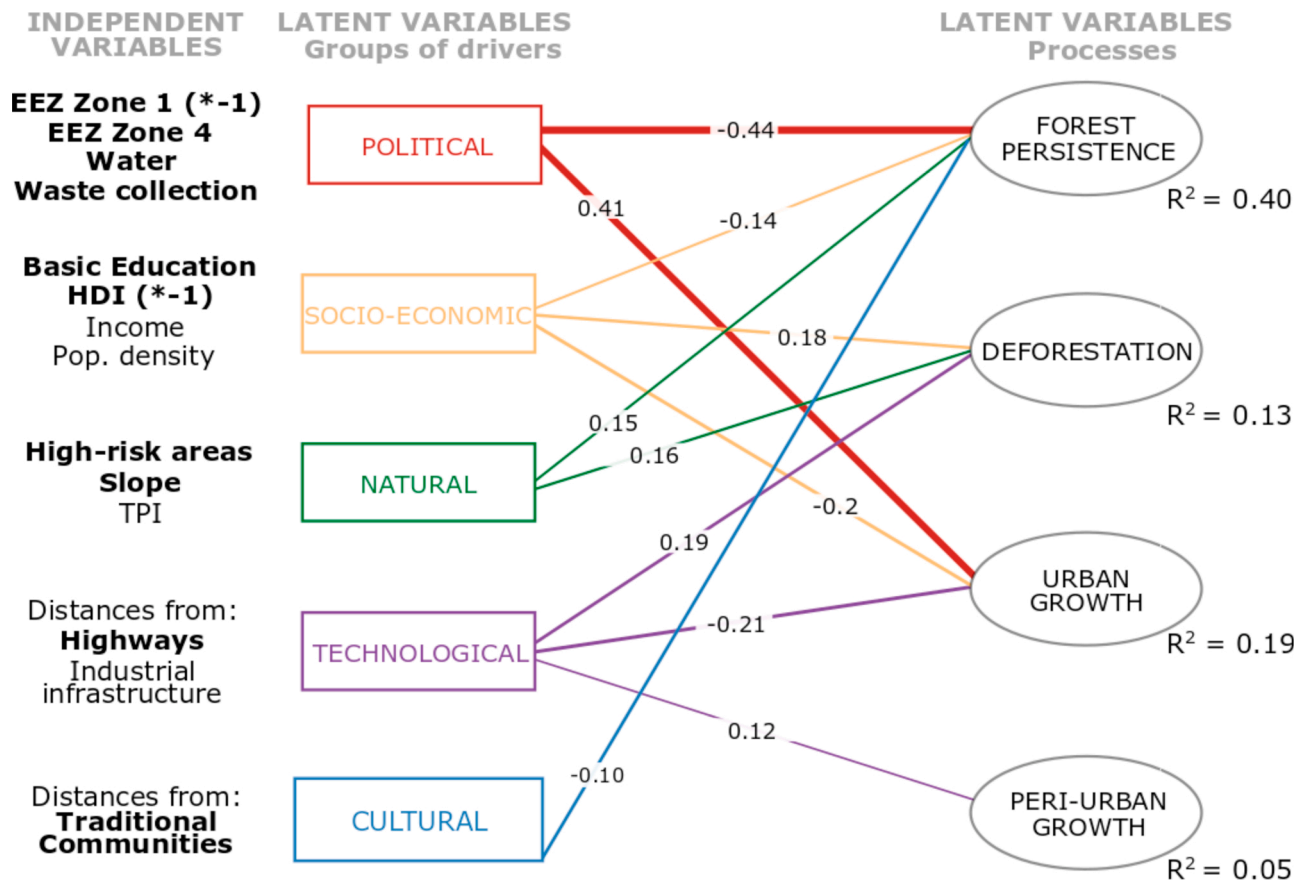 INDEPENDENT
VARIABLES
LATENT VARIABLES
Groups of drivers
LATENT VARIABLES
Processes
EEZ Zone 1 (*-1)
EEZ Zone 4
Water
Waste collection
POLITICAL
-0.44
0.41
FOREST
PERSISTENCE
R² = 0.40
Basic Education
HDI (*-1)
Income
Pop. density
SOCIO-ECONOMIC
-0.14
0.18
-0.2
DEFORESTATION
R² = 0.13
High-risk areas
Slope
TPI
NATURAL
0.15
0.16
URBAN
GROWTH
R² = 0.19
Distances from:
Highways
Industrial
infrastructure
TECHNOLOGICAL
0.19
-0.21
0.12
Distances from:
Traditional
Communities
CULTURAL
-0.10
PERI-URBAN
GROWTH
R² = 0.05